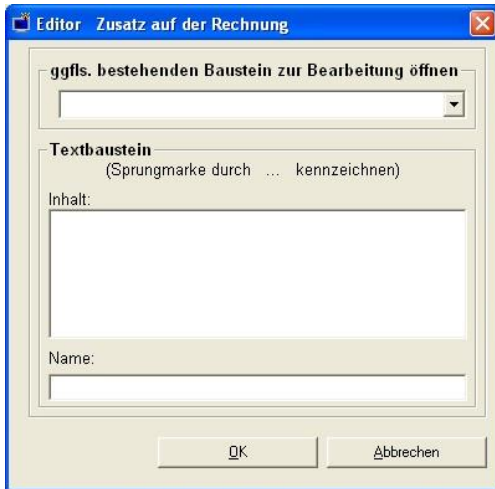 Editor Zusatz auf der Rechnung
ggfls. bestehenden Baustein zur Bearbeitung öffnen
Textbaustein
(Sprungmarke durch ... kennzeichnen)
Inhalt:
Name:
OK Abbrechen